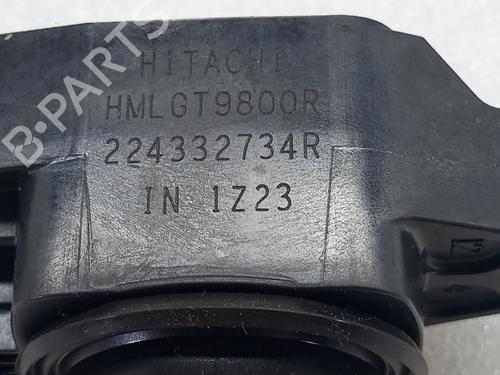 HITACHI
HMLGT9800R
224332734R
IN 1Z23
B-PARTS